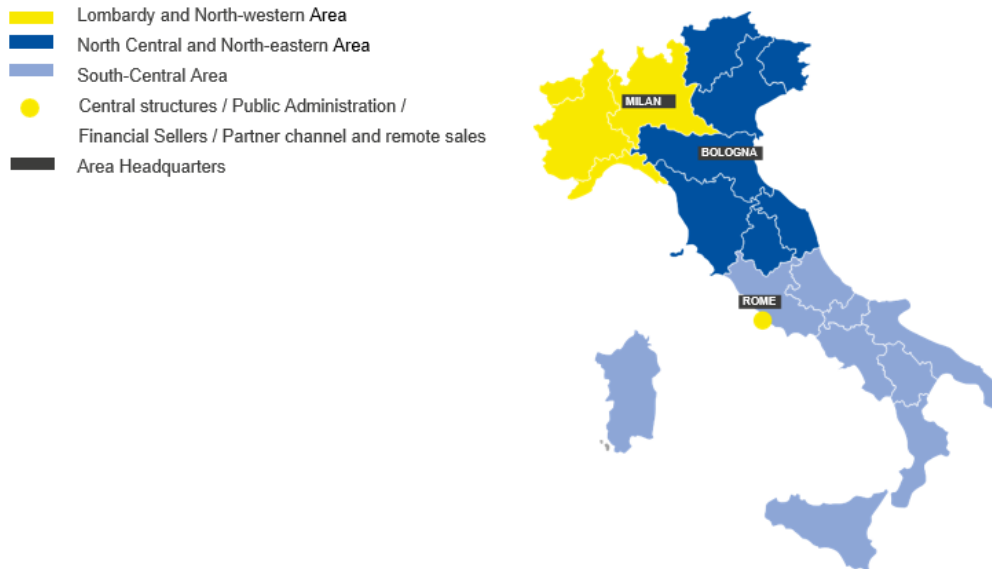 Lombardy and North-western Area
North Central and North-eastern Area
South-Central Area
Central structures / Public Administration /
Financial Sellers / Partner channel and remote sales
Area Headquarters
MILAN
BOLOGNA
ROME